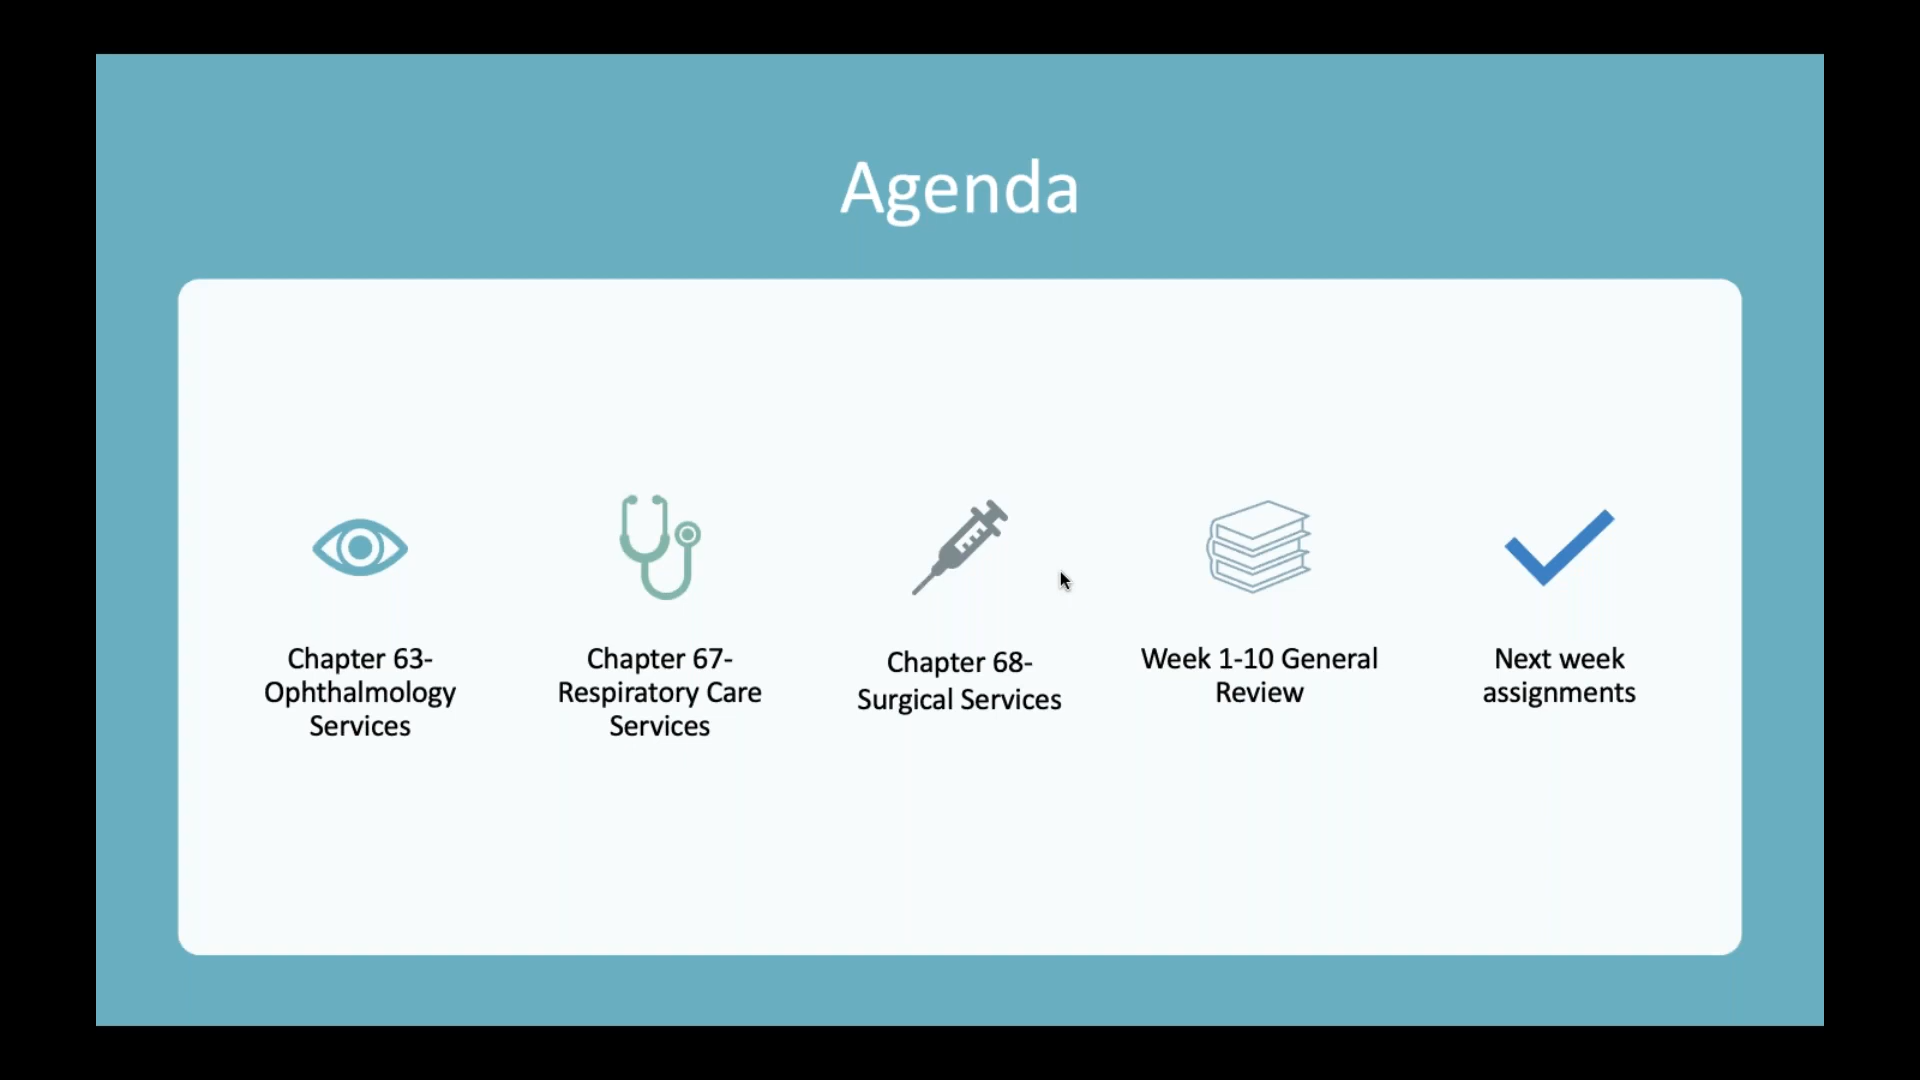 Agenda
Chapter 63-
Ophthalmology
Services
Chapter 67-
Respiratory Care
Services
Chapter 68-
Surgical Services
Week 1-10 General
Review
Next week
assignments